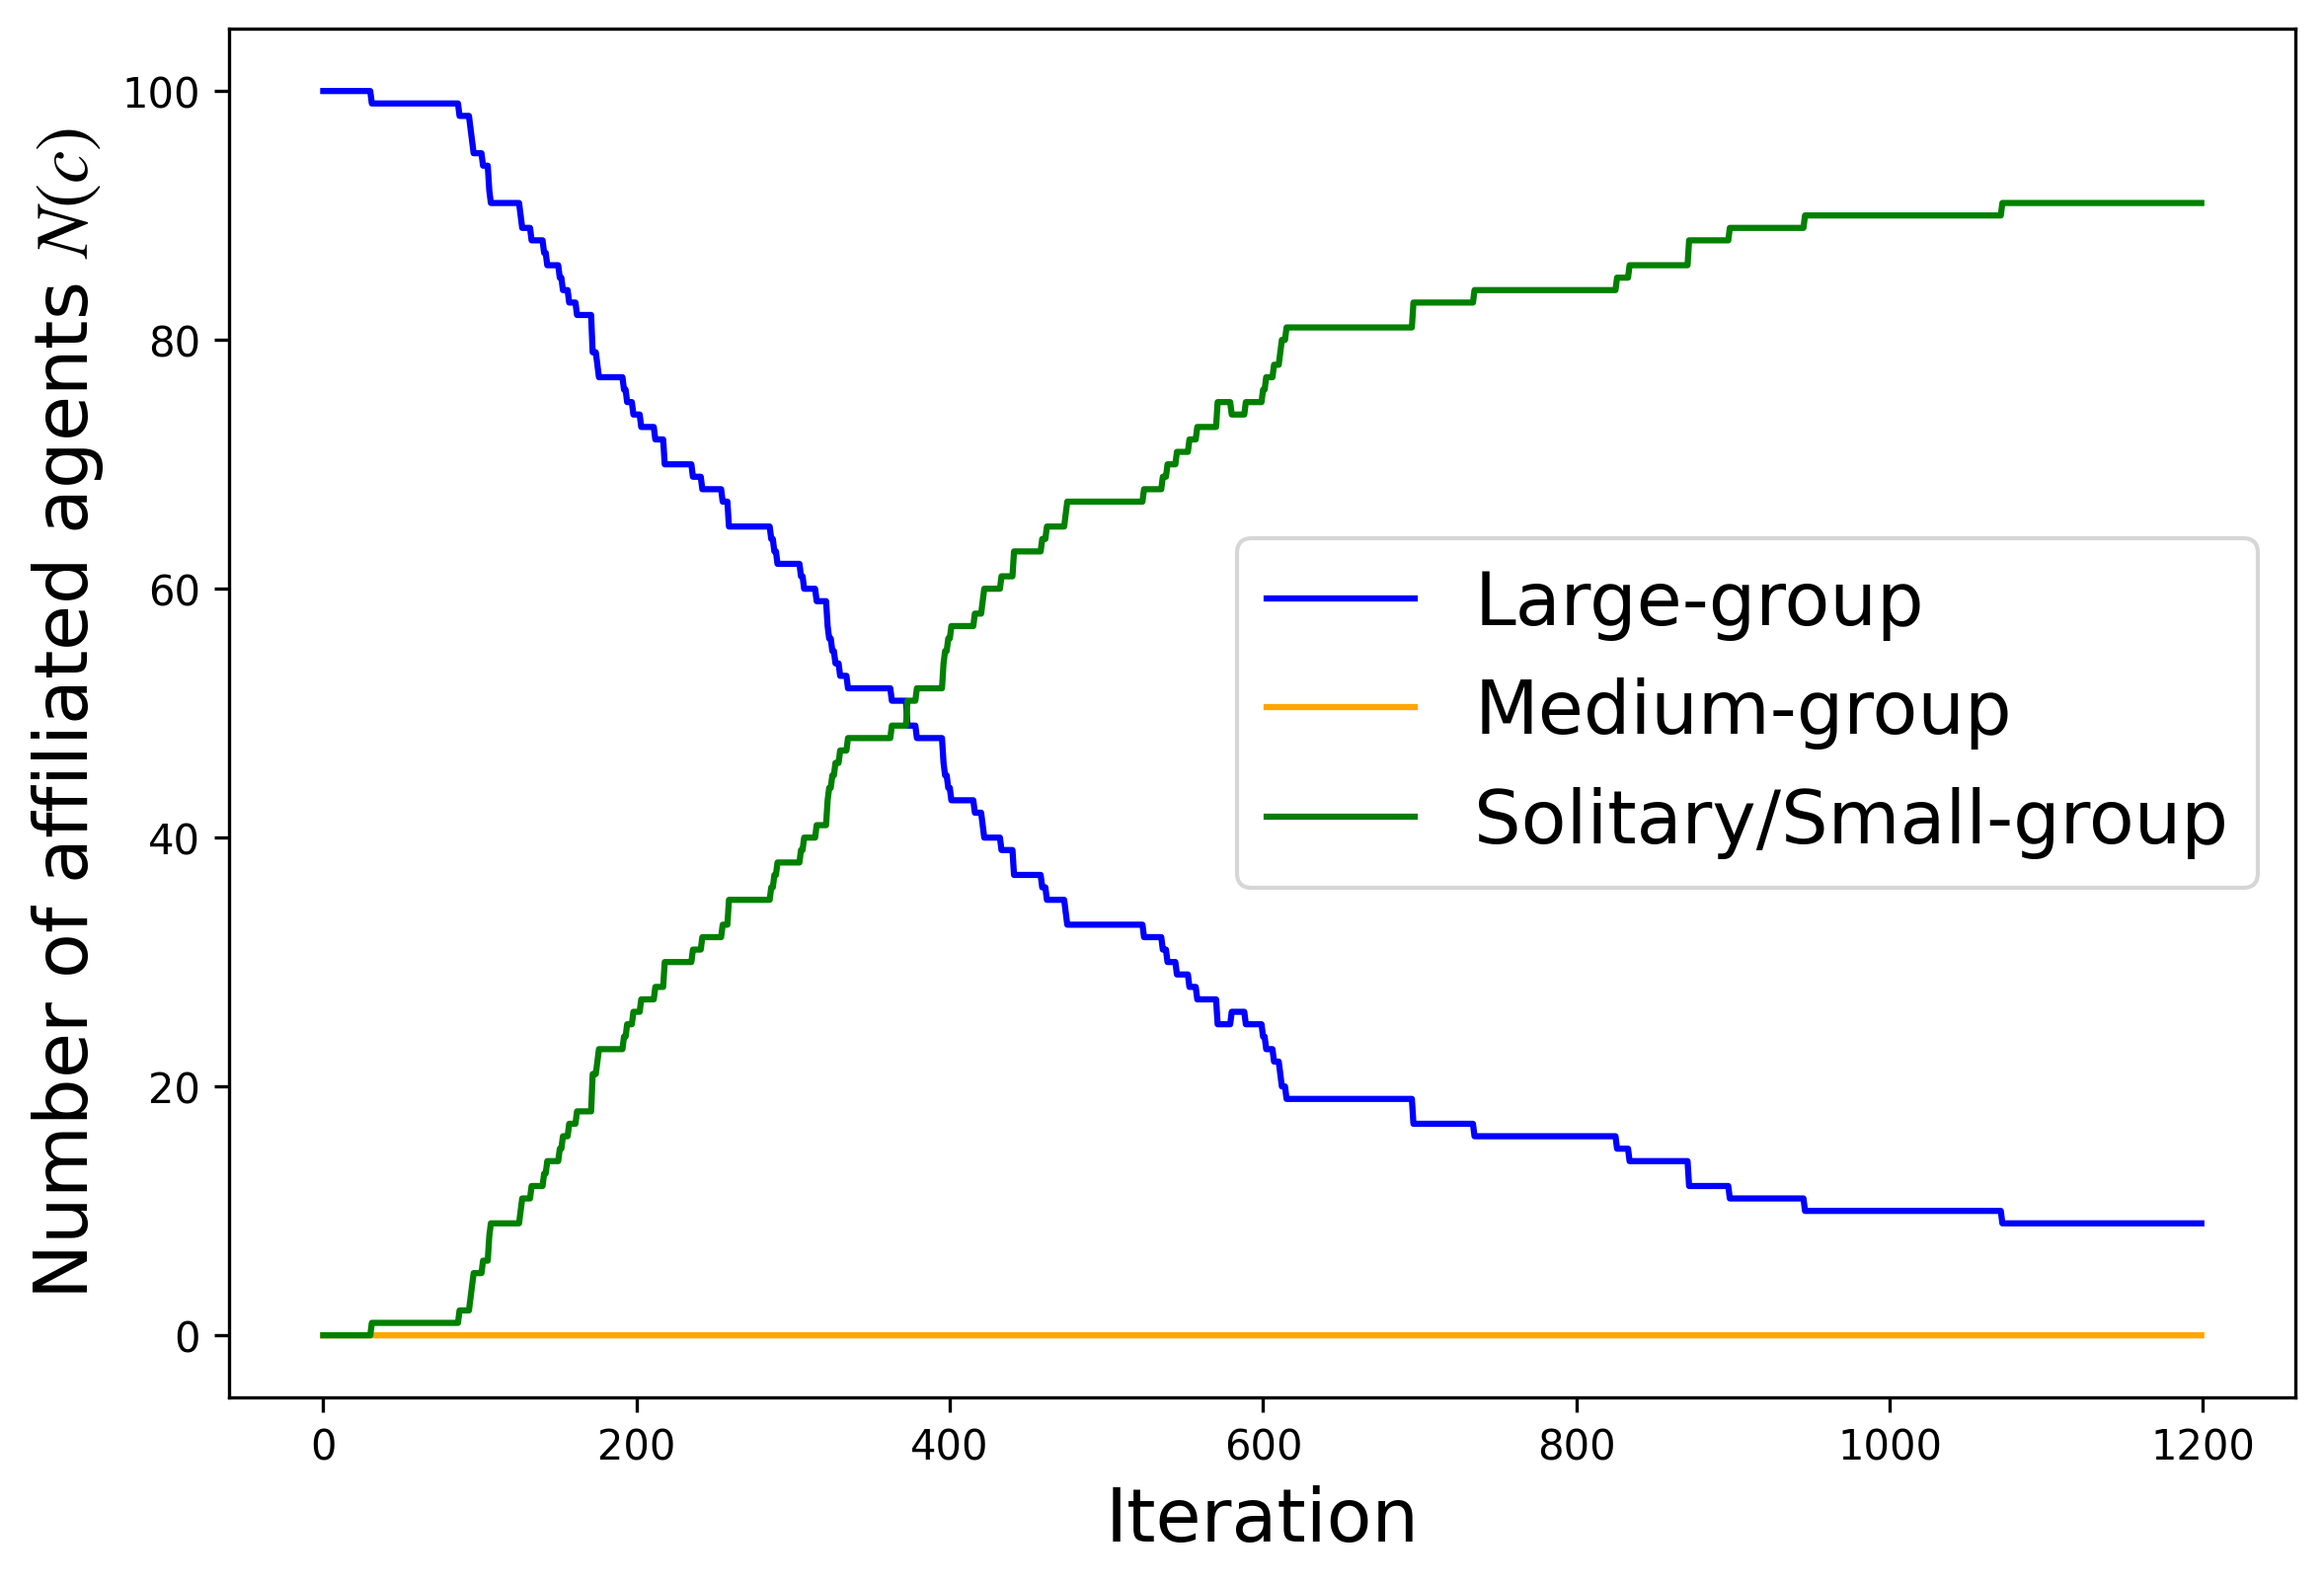 Number of affiliated agents N(c)
100
80
60
40
20
0
Large-group
Medium-group
Solitary/Small-group
0 200 400 600 800 1000 1200
Iteration